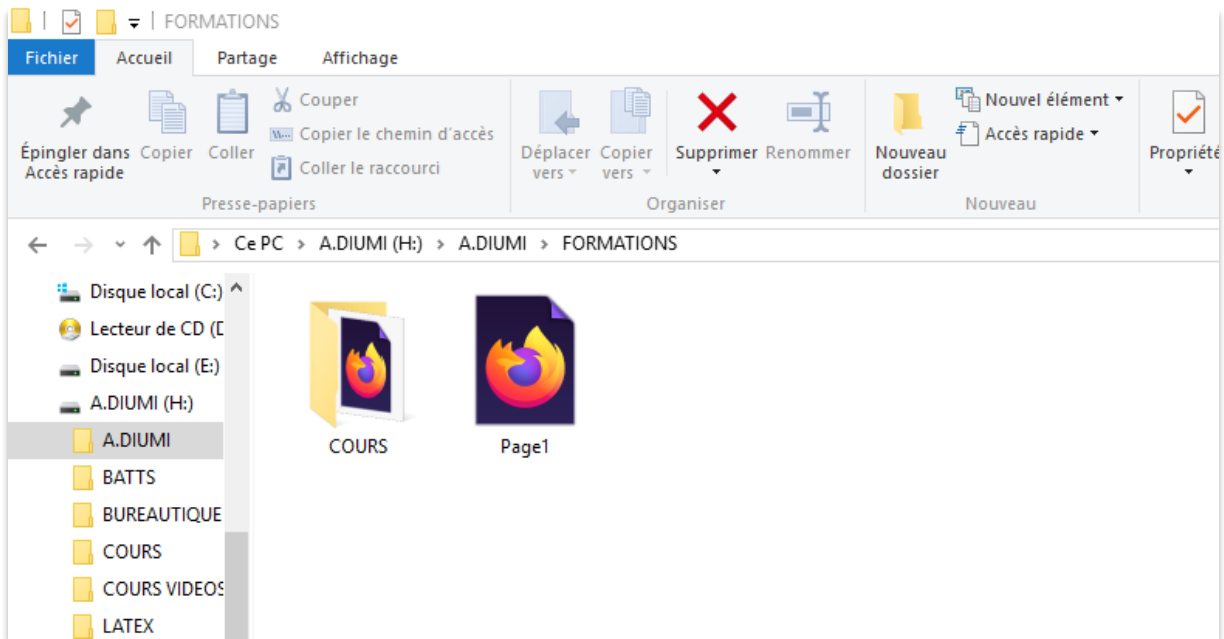 FORMATIONS
Fichier Accueil Partage Affichage
Épingler dans Accès rapide
Copier
Coller
Couper
Copier le chemin d'accès
Coller le raccourci
Presse-papiers
Déplacer vers
Copier vers
Supprimer
Renommer
Organiser
Nouveau dossier
Nouvel élément
Accès rapide
Nouveau
Propriété
Ce PC > A.DIUMI (H:) > A.DIUMI > FORMATIONS
Disque local (C:)
Lecteur de CD (
Disque local (E:)
A.DIUMI (H:)
A.DIUMI
BATTS
BUREAUTIQUE
COURS
COURS VIDEOS
LATEX
COURS
Page1